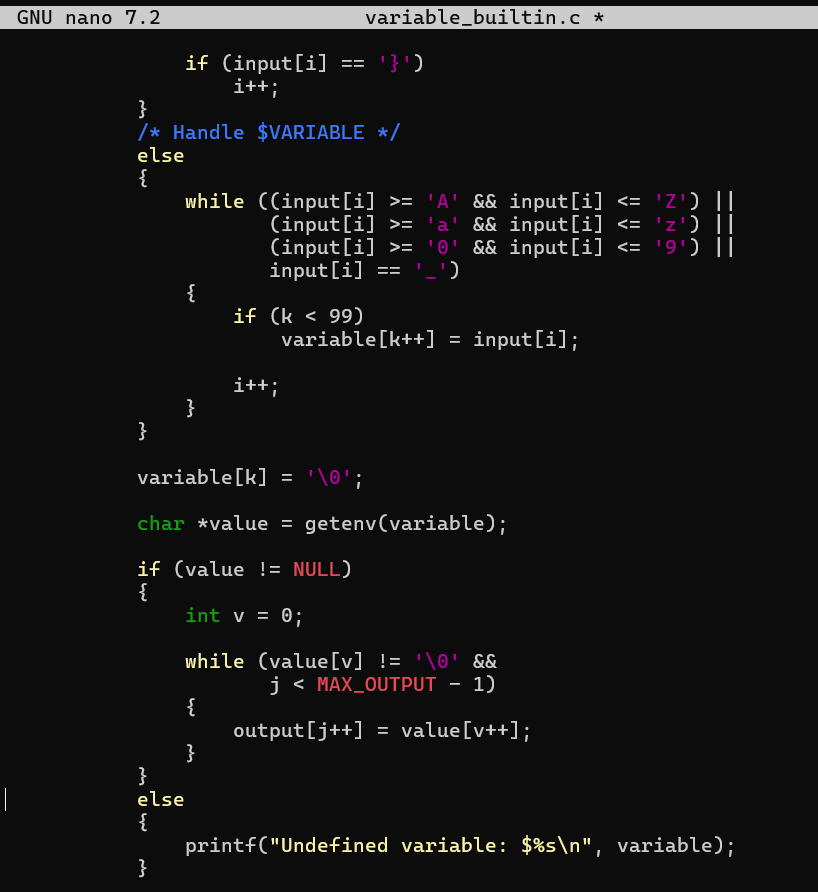 GNU nano 7.2 variable_builtin.c *
if (input[i] == '}')
i++;
}
/* Handle $VARIABLE */
else
{
while ((input[i] >= 'A' && input[i] <= 'Z') ||
(input[i] >= 'a' && input[i] <= 'z') ||
(input[i] >= '0' && input[i] <= '9') ||
input[i] == '_')
{
if (k < 99)
variable[k++] = input[i];
i++;
}
}
variable[k] = '\0';
char *value = getenv(variable);
if (value != NULL)
{
int v = 0;
while (value[v] != '\0' &&
j < MAX_OUTPUT - 1)
{
output[j++] = value[v++];
}
}
else
{
printf("Undefined variable: $%s\n", variable);
}